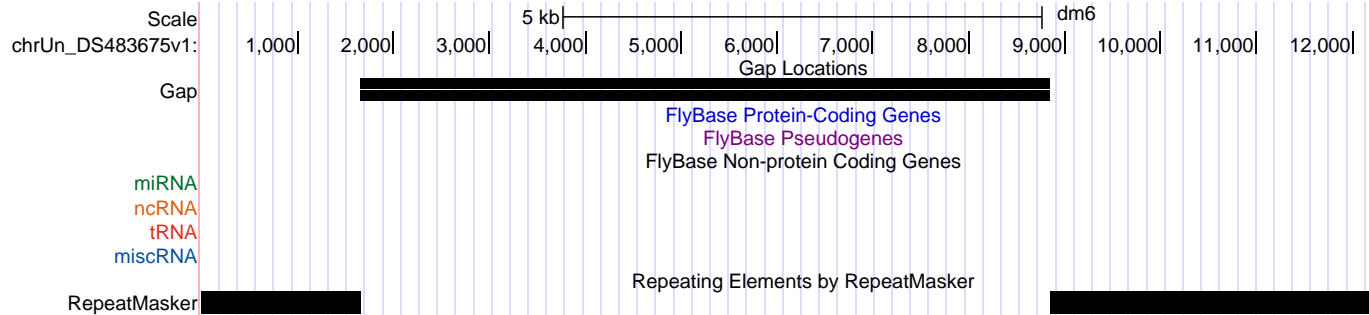 Scale 5 kb dm6
chrUn_DS483675v1: 1,000 2,000 3,000 4,000 5,000 6,000 7,000 8,000 9,000 10,000 11,000 12,000
Gap Locations
Gap
FlyBase Protein-Coding Genes
FlyBase Pseudogenes
FlyBase Non-protein Coding Genes
miRNA
ncRNA
tRNA
miscRNA
Repeating Elements by RepeatMasker
RepeatMasker